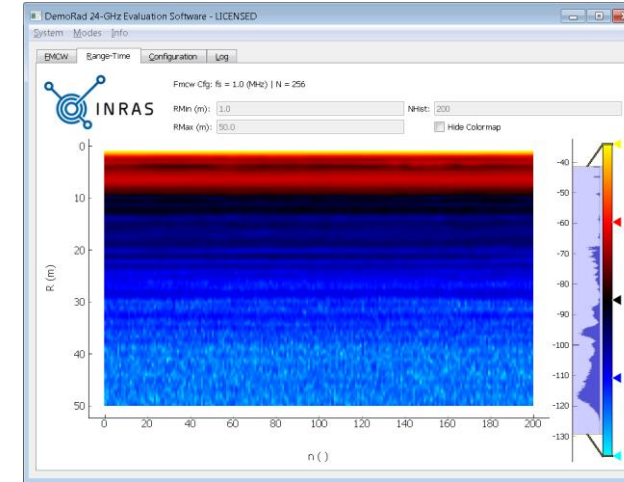 DemoRad 24-GHz Evaluation Software - LICENSED
System Modes Info
FMCW Range-Time Configuration Log
INRAS
Fmcw Cfg: fs = 1.0 (MHz) | N = 256
RMin (m): 1.0 NHist: 200
RMax (m): 50.0 Hide Colormap
0
10
20
30
40
50
R (m)
0 20 40 60 80 100 120 140 160 180 200
n ( )
-40
-50
-60
-70
-80
-90
-100
-110
-120
-130